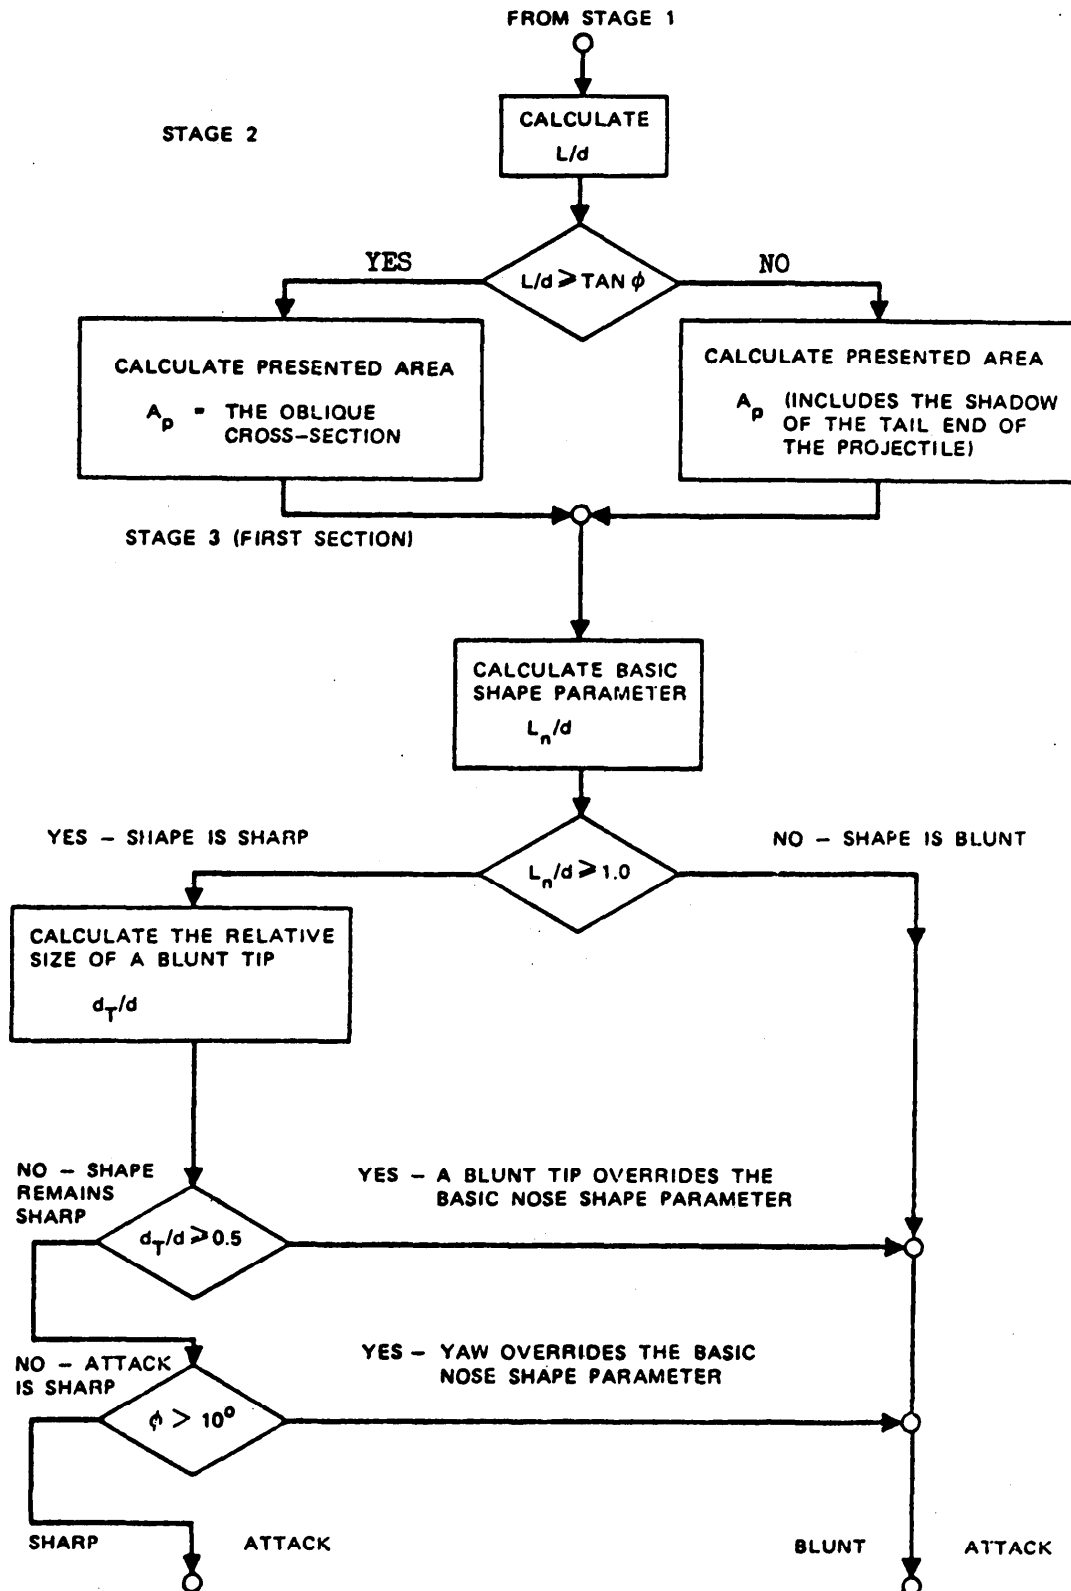 FROM STAGE 1
STAGE 2
CALCULATE
L/d
L/d ⩾ TAN ϕ
YES
NO
CALCULATE PRESENTED AREA
Ap = THE OBLIQUE
CROSS-SECTION
CALCULATE PRESENTED AREA
Ap (INCLUDES THE SHADOW
OF THE TAIL END OF
THE PROJECTILE)
STAGE 3 (FIRST SECTION)
CALCULATE BASIC
SHAPE PARAMETER
Ln/d
YES – SHAPE IS SHARP
Ln/d ⩾ 1.0
NO – SHAPE IS BLUNT
CALCULATE THE RELATIVE
SIZE OF A BLUNT TIP
dT/d
NO – SHAPE
REMAINS
SHARP
dT/d ⩾ 0.5
YES – A BLUNT TIP OVERRIDES THE
BASIC NOSE SHAPE PARAMETER
NO – ATTACK
IS SHARP
ϕ > 10°
YES – YAW OVERRIDES THE BASIC
NOSE SHAPE PARAMETER
SHARP ATTACK
BLUNT ATTACK